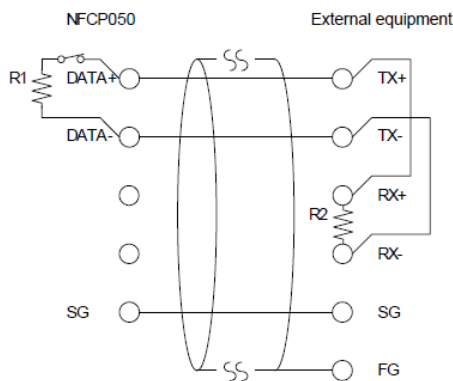 NFCP050 External equipment
R1 DATA+ TX+
DATA- TX-
RX+
R2
RX-
SG SG
FG